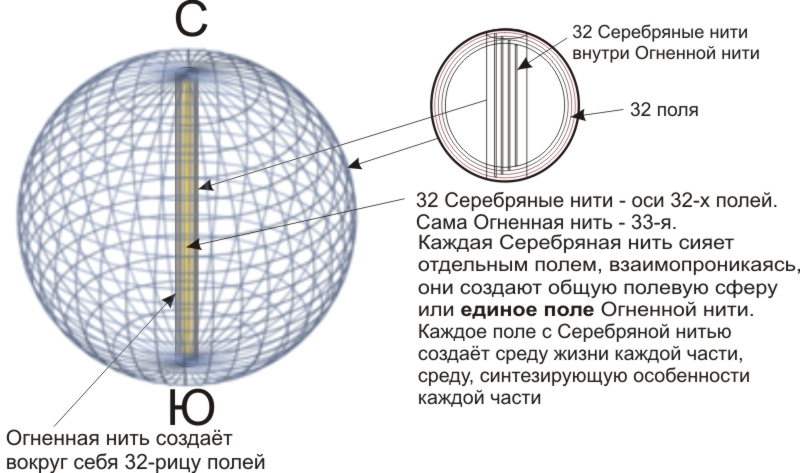 С
32 Серебряные нити
внутри Огненной нити
32 поля
32 Серебряные нити - оси 32-х полей.
Сама Огненная нить - 33-я.
Каждая Серебряная нить сияет
отдельным полем, взаимопроникаясь,
они создают общую полевую сферу
или единое поле Огненной нити.
Каждое поле с Серебряной нитью
создаёт среду жизни каждой части,
среду, синтезирующую особенности
каждой части
Ю
Огненная нить создаёт
вокруг себя 32-рицу полей